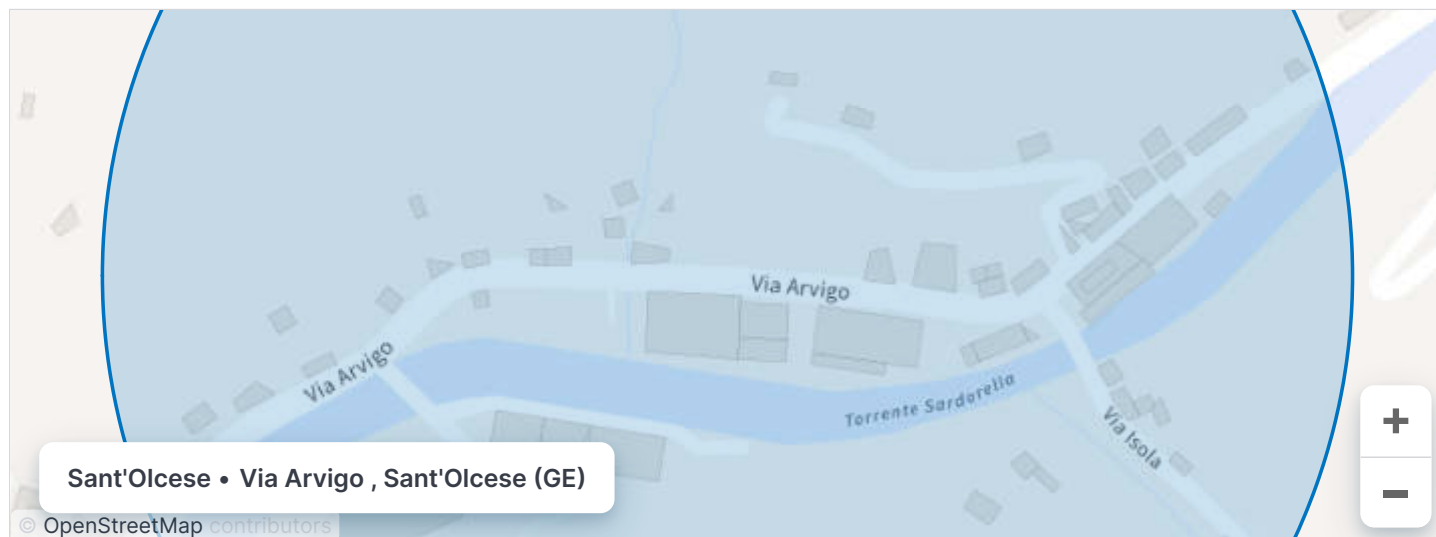 Via Arvigo
Via Arvigo
Torrente Sardorella
Via Isola
+
Sant'Olcese • Via Arvigo , Sant'Olcese (GE)
−
© OpenStreetMap contributors